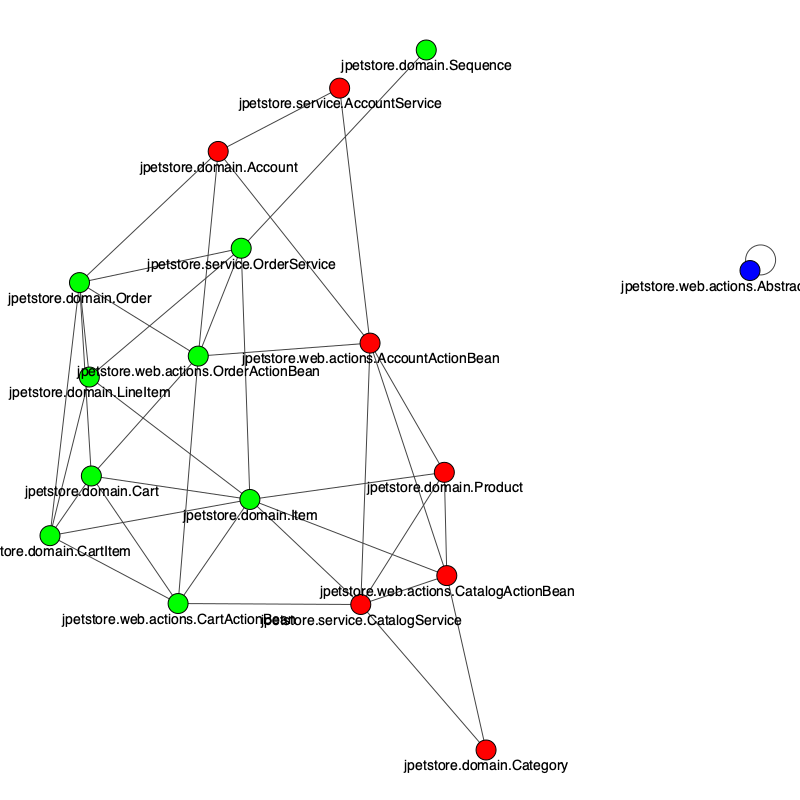 jpetstore.domain.Sequence
jpetstore.service.AccountService
jpetstore.domain.Account
jpetstore.service.OrderService
jpetstore.web.actions.Abstrac
jpetstore.domain.Order
jpetstore.web.actions.AccountActionBean
jpetstore.web.actions.OrderActionBean
jpetstore.domain.LineItem
jpetstore.domain.Product
jpetstore.domain.Cart
jpetstore.domain.Item
tore.domain.CartItem
jpetstore.web.actions.CatalogActionBean
jpetstore.web.actions.CartActionBean
jpetstore.service.CatalogService
jpetstore.domain.Category